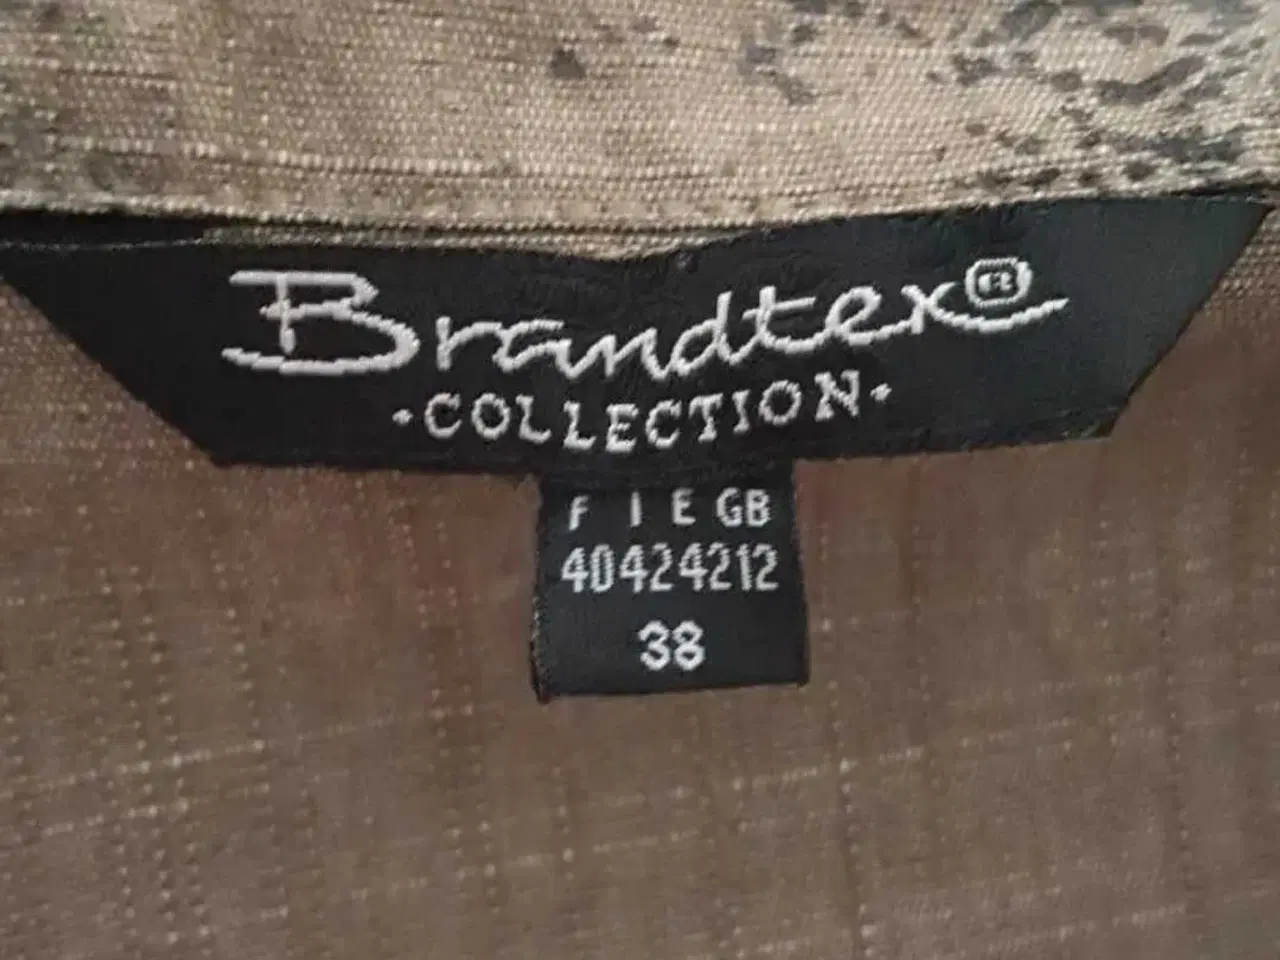 Brandtex®
·COLLECTION·
F I E GB
40424212
38